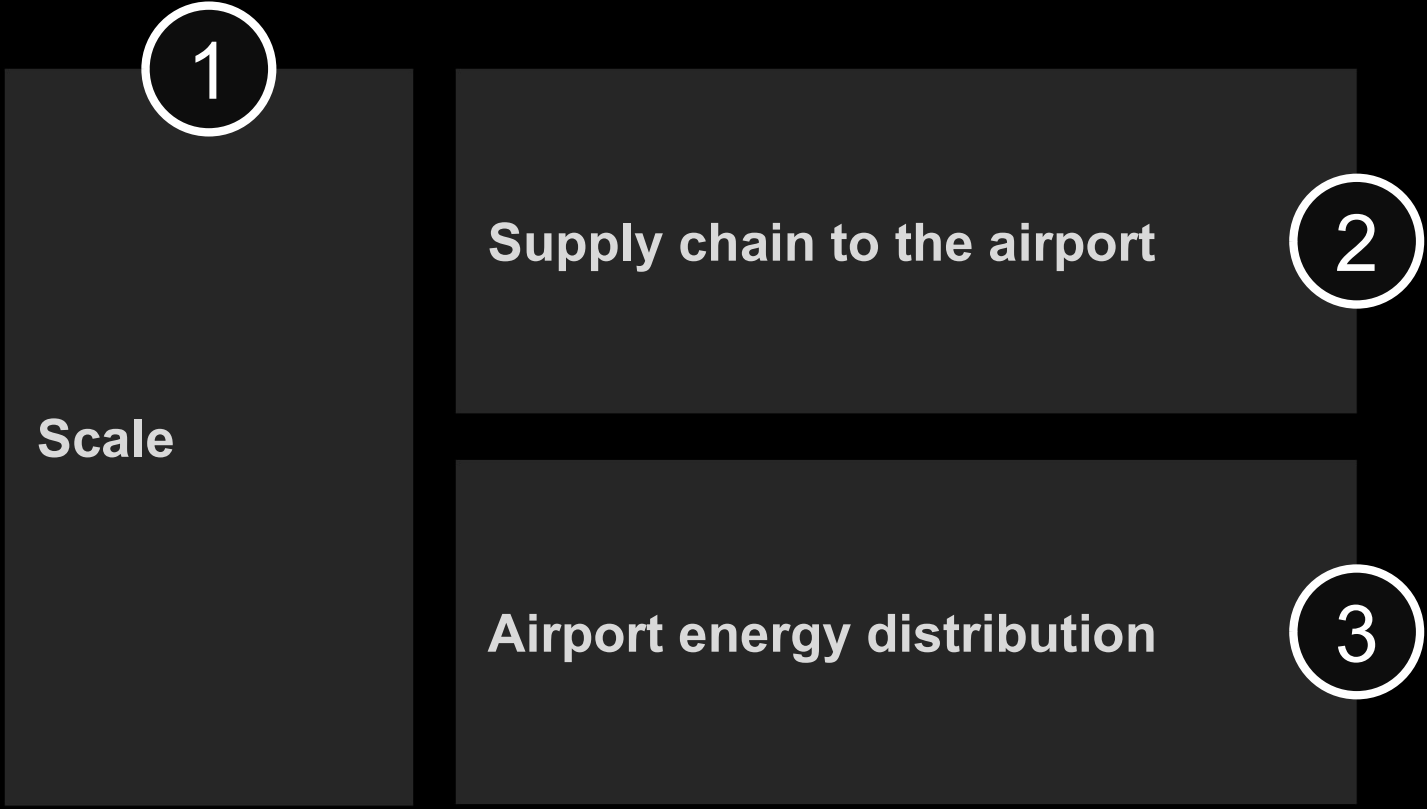 1
Scale
Supply chain to the airport
2
Airport energy distribution
3